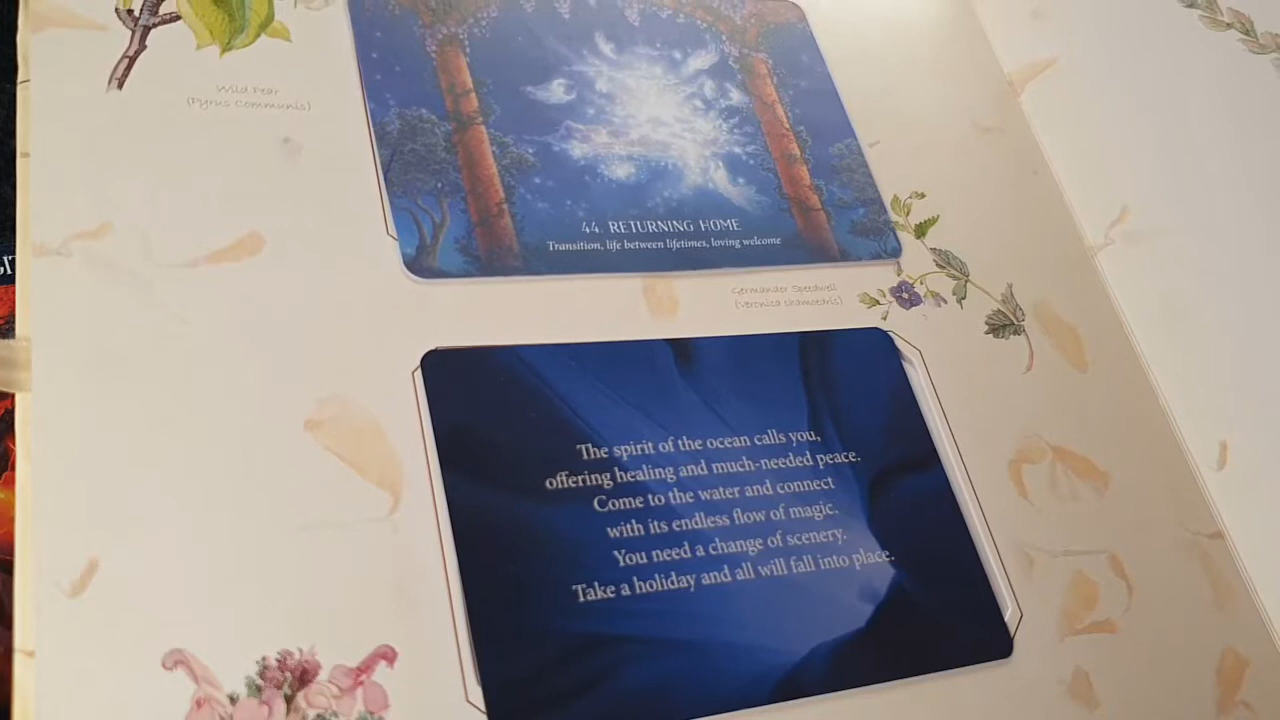 Wild Pear
(Pyrus Communis)
44. RETURNING HOME
Transition, life between lifetimes, loving welcome
Germander Speedwell
(Veronica chamoedris)
The spirit of the ocean calls you,
offering healing and much-needed peace.
Come to the water and connect
with its endless flow of magic.
You need a change of scenery.
Take a holiday and all will fall into place.